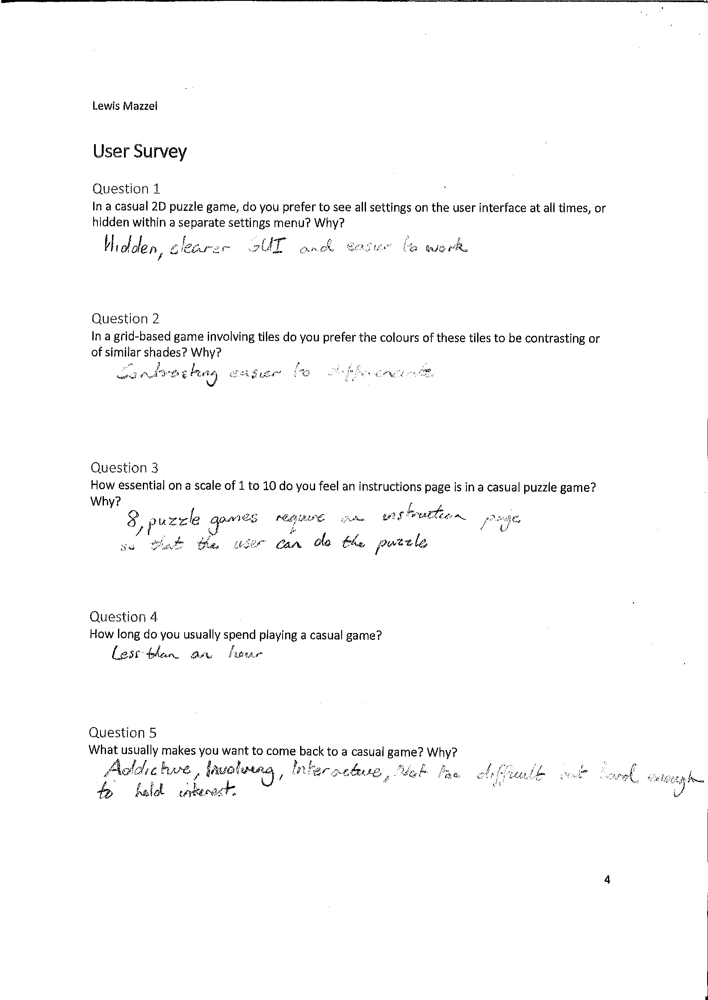 Lewis Mazzei
User Survey
Question 1
In a casual 2D puzzle game, do you prefer to see all settings on the user interface at all times, or
hidden within a separate settings menu? Why?
Hidden, clearer GUI and easier to work
Question 2
In a grid-based game involving tiles do you prefer the colours of these tiles to be contrasting or
of similar shades? Why?
Contrasting easier to
Question 3
How essential on a scale of 1 to 10 do you feel an instructions page is in a casual puzzle game?
Why?
8, puzzle games require an instruction page
so that the user can do the puzzle
Question 4
How long do you usually spend playing a casual game?
Less than an hour
Question 5
What usually makes you want to come back to a casual game? Why?
Addictive, Involving, Interactive, Not too difficult but hard enough
to hold interest.
4